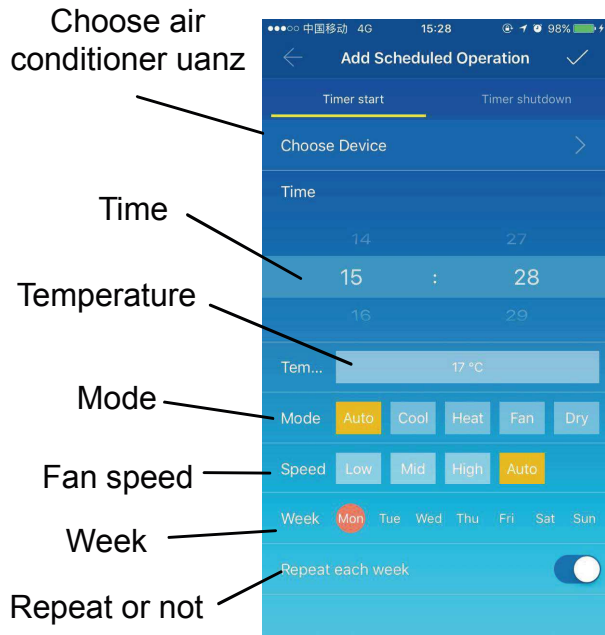 Choose air
conditioner uanz
Time
Temperature
Mode
Fan speed
Week
Repeat or not
中国移动 4G 15:28 98%
Add Scheduled Operation
Timer start Timer shutdown
Choose Device
Time
14 27
15 : 28
16 29
Tem... 17 °C
Mode Auto Cool Heat Fan Dry
Speed Low Mid High Auto
Week Mon Tue Wed Thu Fri Sat Sun
Repeat each week